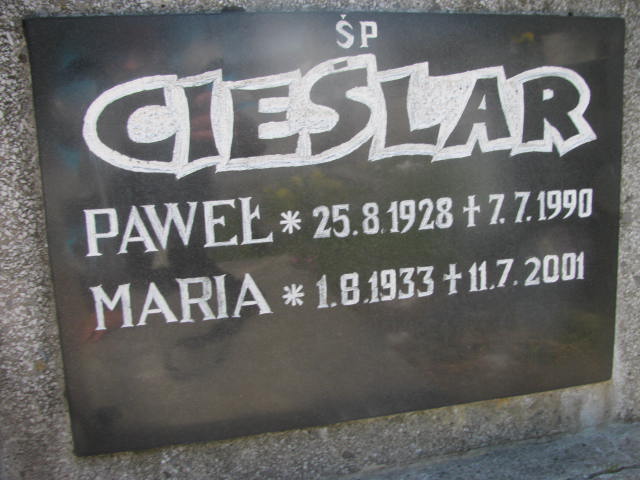 ŚP
CIEŚLAR
PAWEŁ * 25.8.1928 ✝ 7.7.1990
MARIA * 1.8.1933 ✝ 11.7.2001